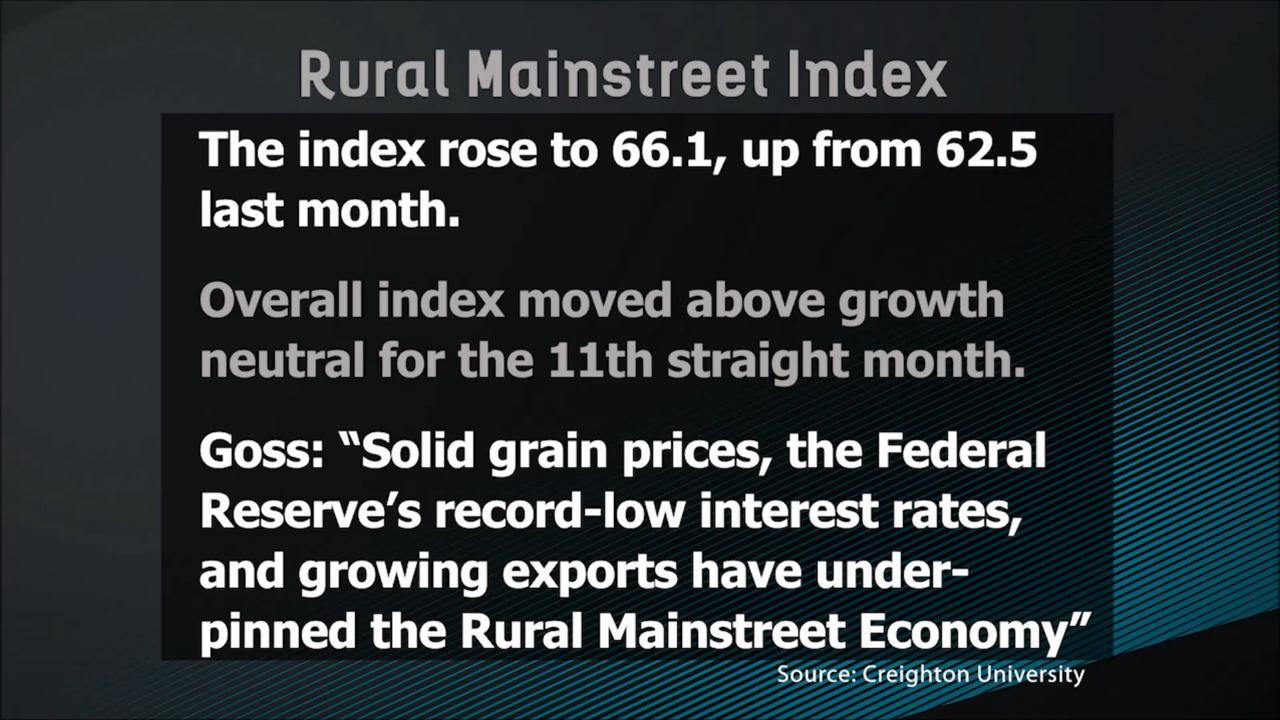 Rural Mainstreet Index
The index rose to 66.1, up from 62.5
last month.
Overall index moved above growth
neutral for the 11th straight month.
Goss: “Solid grain prices, the Federal
Reserve’s record-low interest rates,
and growing exports have under-
pinned the Rural Mainstreet Economy”
Source: Creighton University